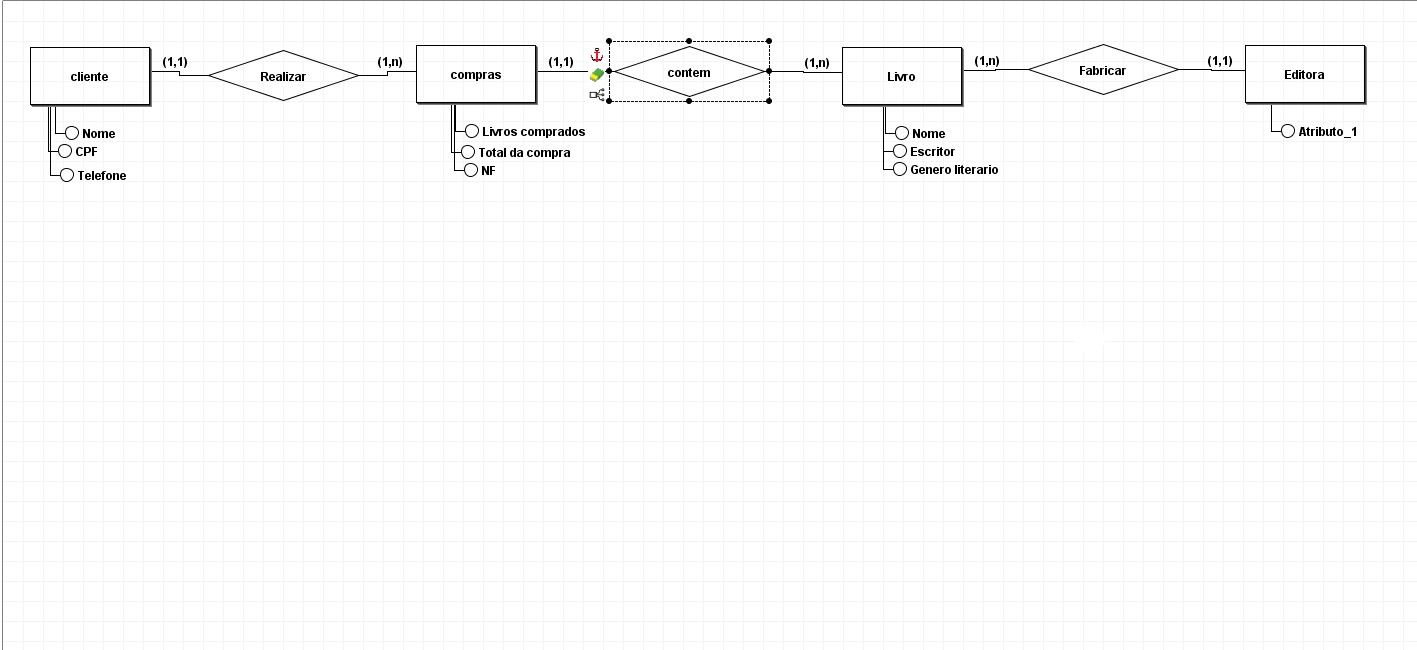 cliente
(1,1)
Realizar
(1,n)
compras
(1,1)
contem
(1,n)
Livro
(1,n)
Fabricar
(1,1)
Editora
Nome
CPF
Telefone
Livros comprados
Total da compra
NF
Nome
Escritor
Genero literario
Atributo_1